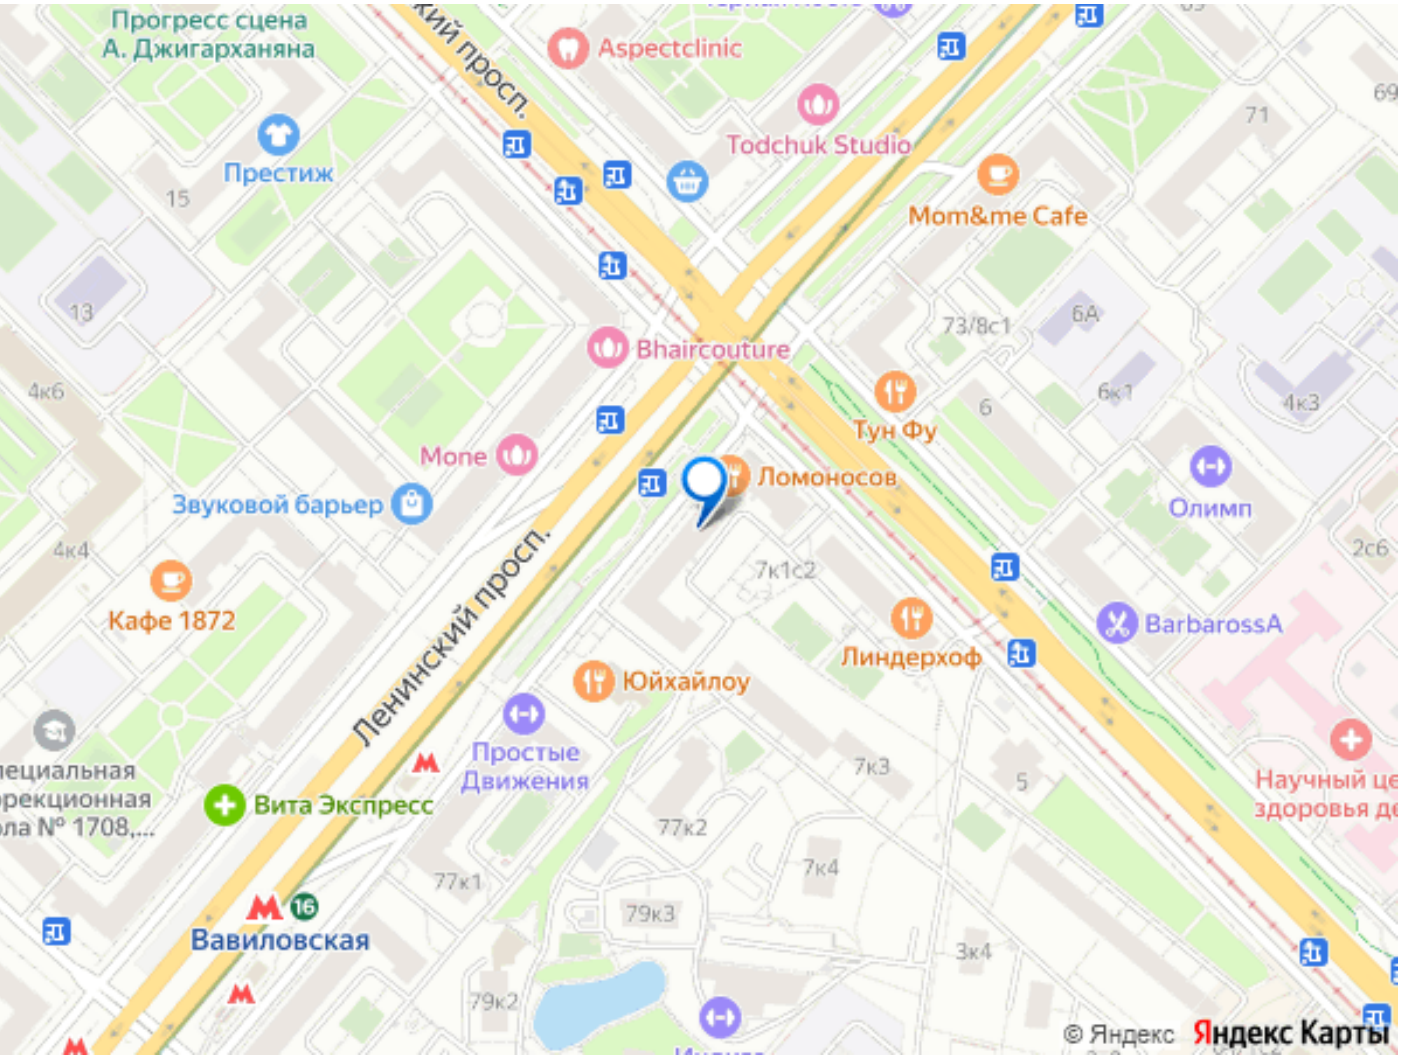 Прогресс сцена
А. Джигарханяна
Aspectclinic
69
71
Todchuk Studio
Престиж
15
Mom&me Cafe
13
73/8с1
6А
Bhaircouture
6к1
4к3
4к6
6
Тун Фу
Mone
Ломоносов
Олимп
Звуковой барьер
Ленинский просп.
4к4
7к1с2
2с6
Кафе 1872
BarbarossA
Линдерхоф
Юйхайлоу
Простые
Движения
7к3
5
Вита Экспресс
77к2
7к4
77к1
79к3
16
Вавиловская
3к4
79к2
© Яндекс Яндекс Карты